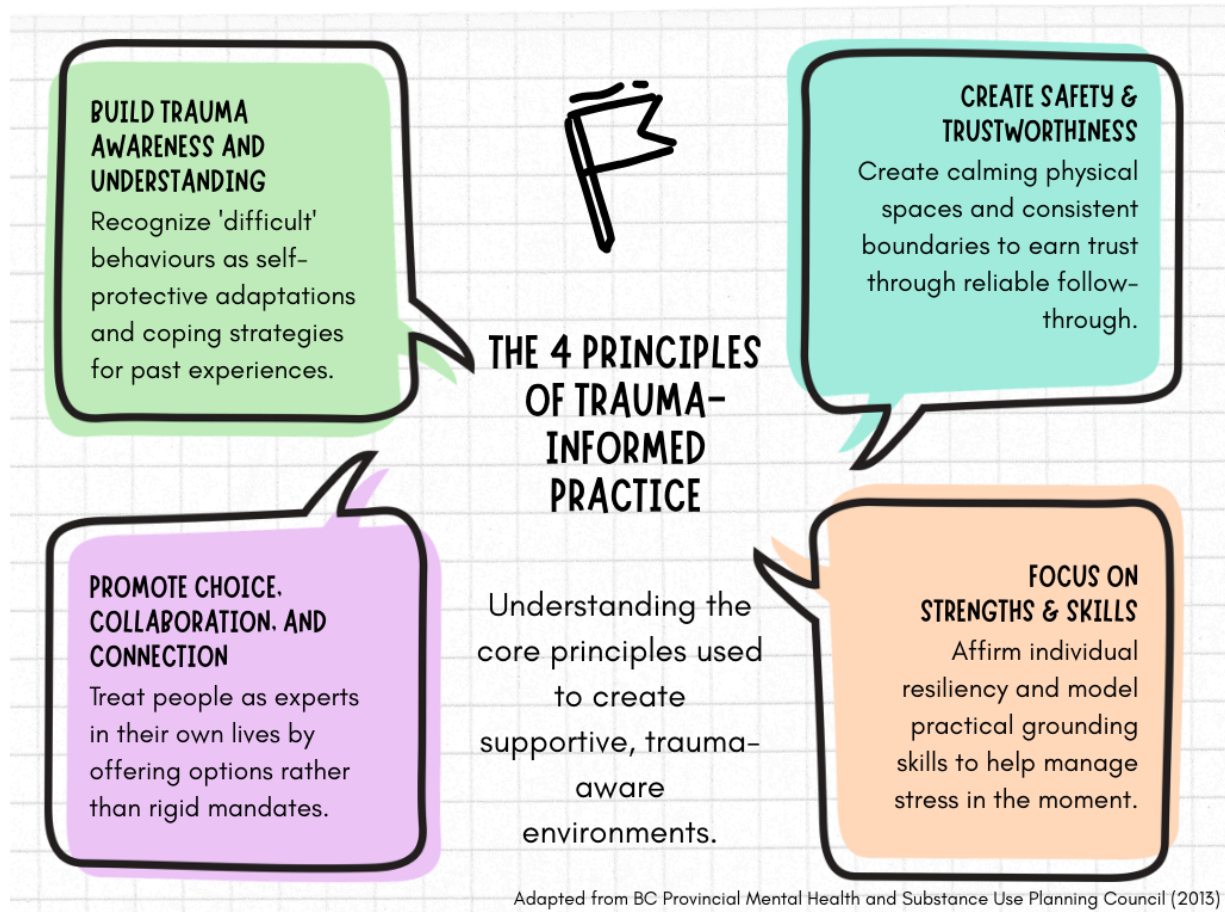 BUILD TRAUMA
AWARENESS AND
UNDERSTANDING
Recognize 'difficult'
behaviours as self-
protective adaptations
and coping strategies
for past experiences.
CREATE SAFETY &
TRUSTWORTHINESS
Create calming physical
spaces and consistent
boundaries to earn trust
through reliable follow-
through.
THE 4 PRINCIPLES
OF TRAUMA-
INFORMED
PRACTICE
Understanding the
core principles used
to create
supportive, trauma-
aware
environments.
PROMOTE CHOICE,
COLLABORATION, AND
CONNECTION
Treat people as experts
in their own lives by
offering options rather
than rigid mandates.
FOCUS ON
STRENGTHS & SKILLS
Affirm individual
resiliency and model
practical grounding
skills to help manage
stress in the moment.
Adapted from BC Provincial Mental Health and Substance Use Planning Council (2013)